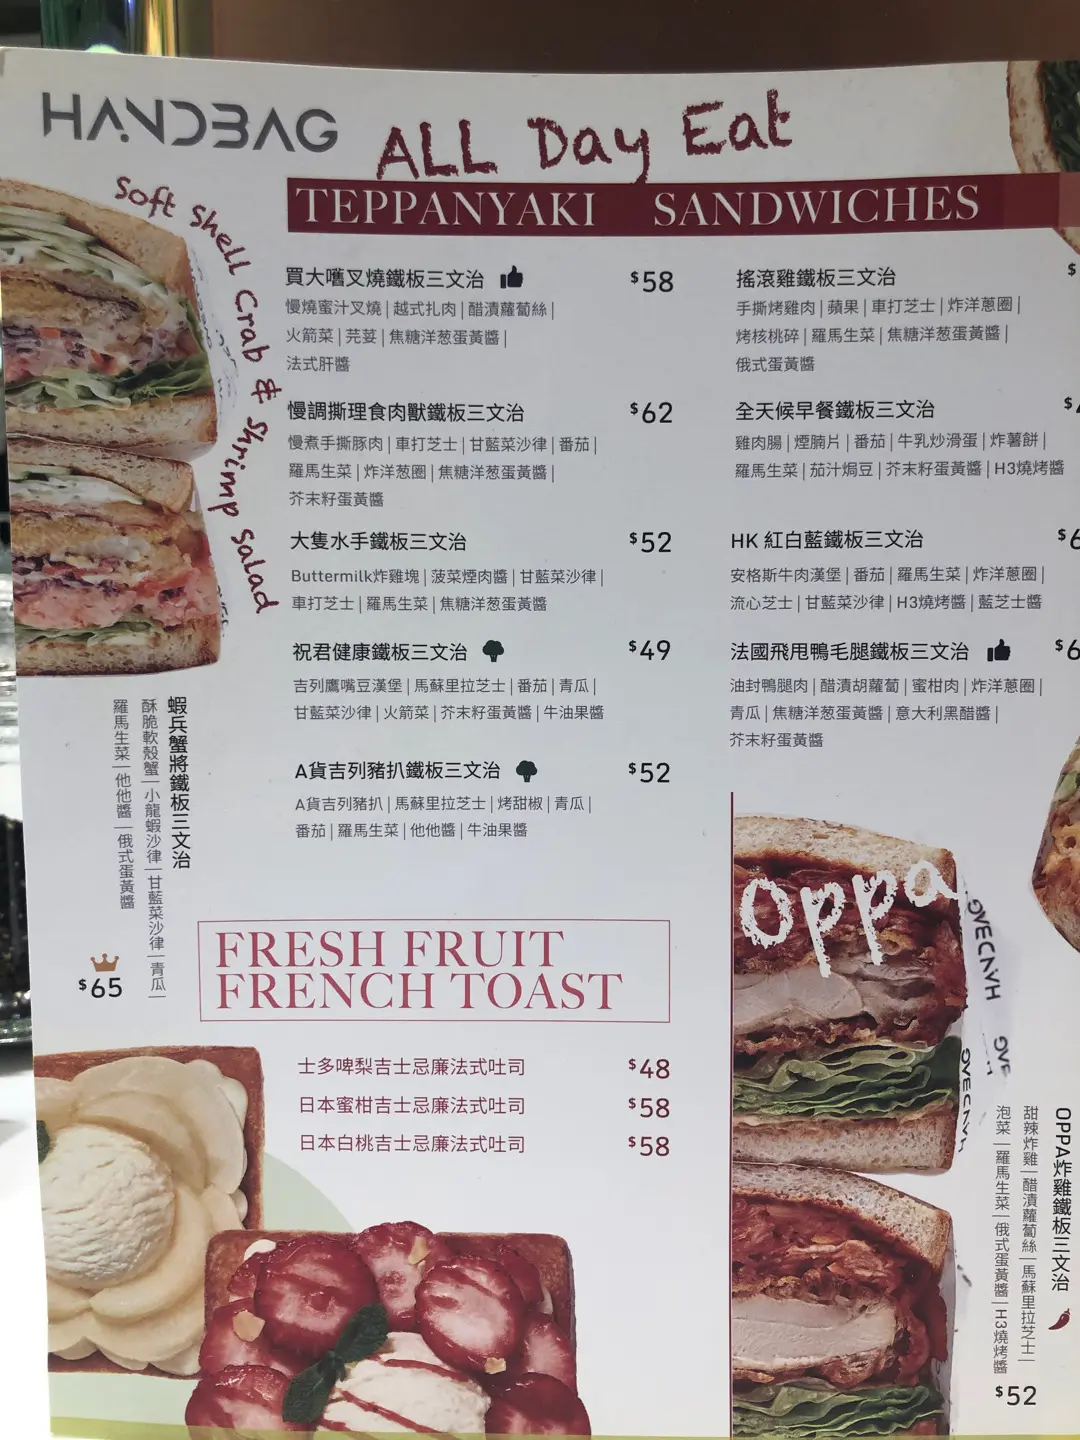 HANDBAG
ALL Day Eat
TEPPANYAKI SANDWICHES
Soft Shell Crab & Shrimp Salad
買大嚿叉燒鐵板三文治 $58
慢燒蜜汁叉燒|越式扎肉|醋漬蘿蔔絲|
火箭菜|芫荽|焦糖洋葱蛋黃醬|
法式肝醬
慢調撕理食肉獸鐵板三文治 $62
慢煮手撕豚肉|車打芝士|甘藍菜沙律|番茄|
羅馬生菜|炸洋葱圈|焦糖洋葱蛋黃醬|
芥末籽蛋黃醬
大隻水手鐵板三文治 $52
Buttermilk炸雞塊|菠菜煙肉醬|甘藍菜沙律|
車打芝士|羅馬生菜|焦糖洋葱蛋黃醬
祝君健康鐵板三文治 $49
吉列鷹嘴豆漢堡|馬蘇里拉芝士|番茄|青瓜|
甘藍菜沙律|火箭菜|芥末籽蛋黃醬|牛油果醬
A貨吉列豬扒鐵板三文治 $52
A貨吉列豬扒|馬蘇里拉芝士|烤甜椒|青瓜|
番茄|羅馬生菜|他他醬|牛油果醬
搖滾雞鐵板三文治 $
手撕烤雞肉|蘋果|車打芝士|炸洋蔥圈|
烤核桃碎|羅馬生菜|焦糖洋葱蛋黃醬|
俄式蛋黃醬
全天候早餐鐵板三文治 $
雞肉腸|煙腩片|番茄|牛乳炒滑蛋|炸薯餅|
羅馬生菜|茄汁焗豆|芥末籽蛋黃醬|H3燒烤醬
HK 紅白藍鐵板三文治 $6
安格斯牛肉漢堡|番茄|羅馬生菜|炸洋蔥圈|
流心芝士|甘藍菜沙律|H3燒烤醬|藍芝士醬
法國飛甩鴨毛腿鐵板三文治 $6
油封鴨腿肉|醋漬胡蘿蔔|蜜柑肉|炸洋蔥圈|
青瓜|焦糖洋葱蛋黃醬|意大利黑醋醬|
芥末籽蛋黃醬
蝦兵蟹將鐵板三文治
酥脆軟殼蟹|小龍蝦沙律|甘藍菜沙律|青瓜|
羅馬生菜|他他醬|俄式蛋黃醬
$65
FRESH FRUIT
FRENCH TOAST
士多啤梨吉士忌廉法式吐司 $48
日本蜜柑吉士忌廉法式吐司 $58
日本白桃吉士忌廉法式吐司 $58
Oppa
HANDBAG
OPPA炸雞鐵板三文治
甜辣炸雞|醋漬蘿蔔絲|馬蘇里拉芝士|
泡菜|羅馬生菜|俄式蛋黃醬|H3燒烤醬
$52